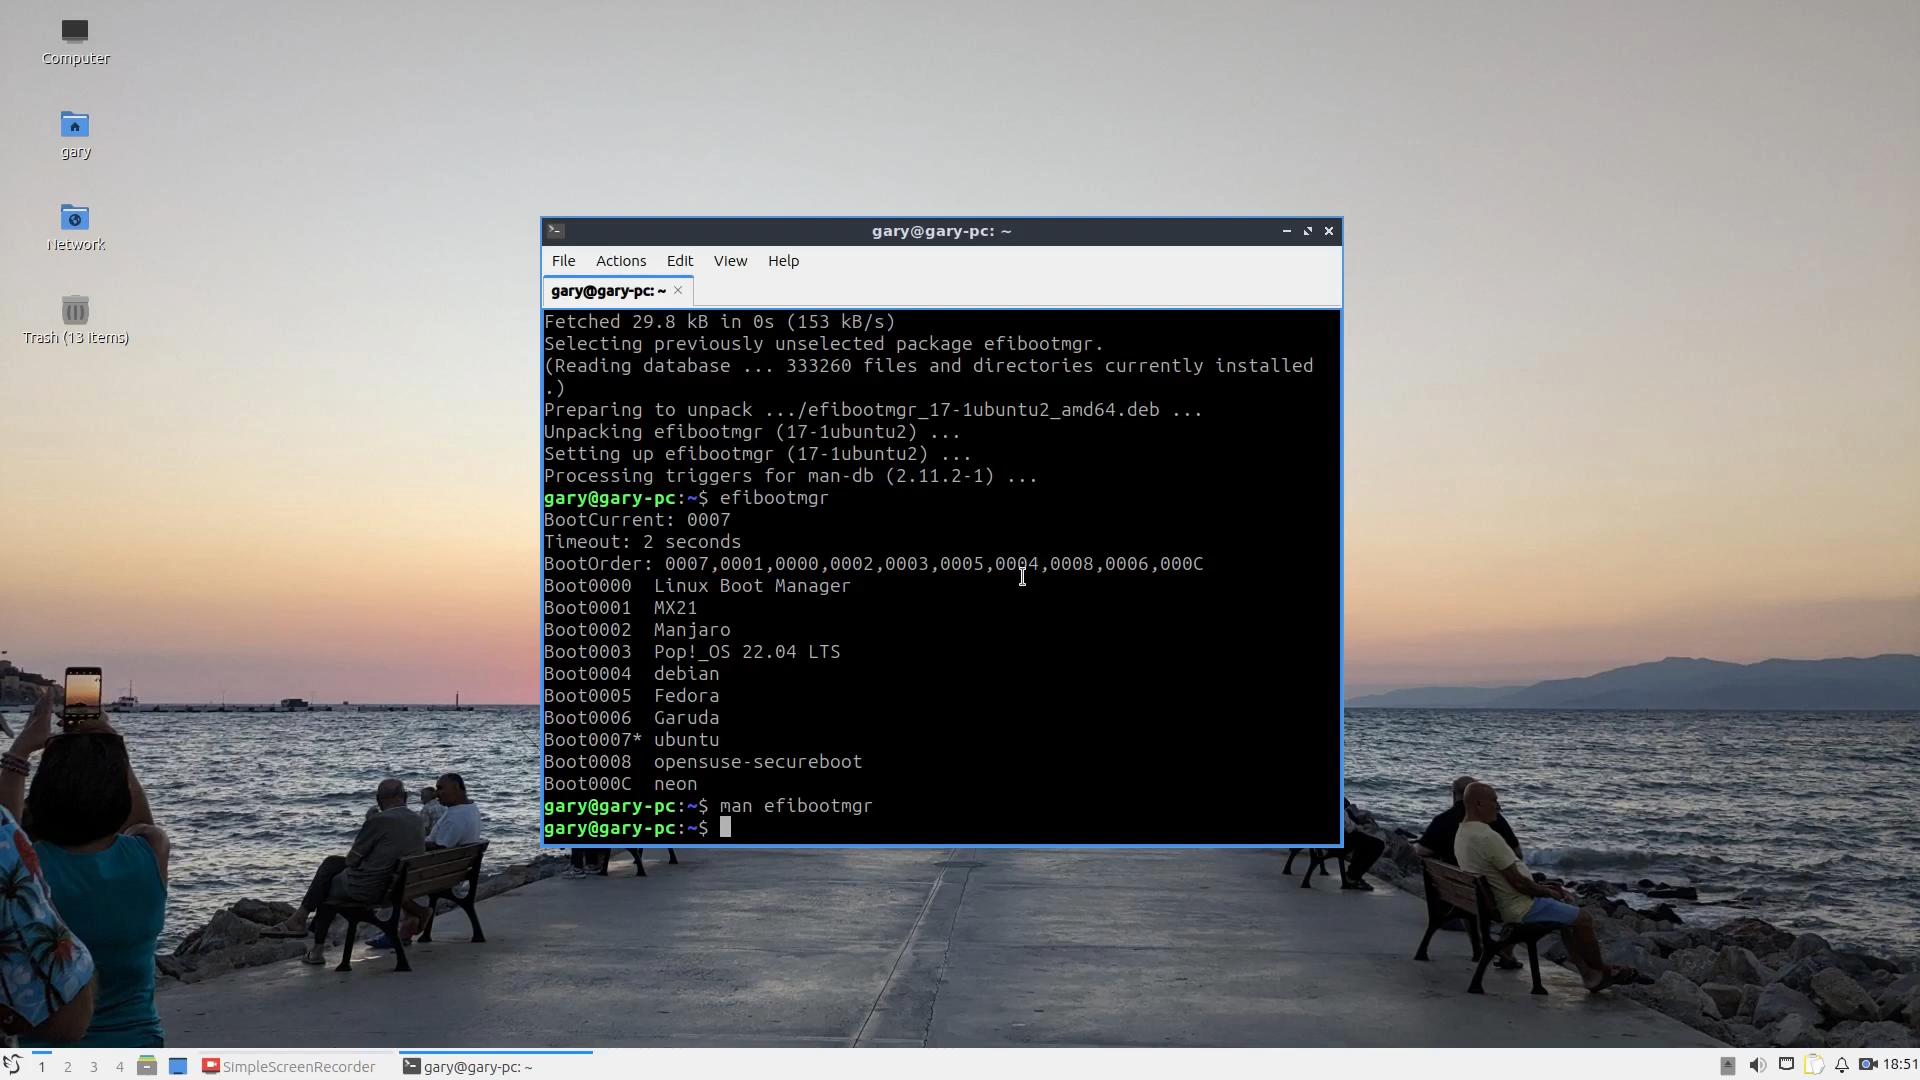 Computer
gary
Network
Trash (13 items)
gary@gary-pc: ~
File Actions Edit View Help
gary@gary-pc: ~
Fetched 29.8 kB in 0s (153 kB/s)
Selecting previously unselected package efibootmgr.
(Reading database ... 333260 files and directories currently installed
.)
Preparing to unpack .../efibootmgr_17-1ubuntu2_amd64.deb ...
Unpacking efibootmgr (17-1ubuntu2) ...
Setting up efibootmgr (17-1ubuntu2) ...
Processing triggers for man-db (2.11.2-1) ...
gary@gary-pc:~$ efibootmgr
BootCurrent: 0007
Timeout: 2 seconds
BootOrder: 0007,0001,0000,0002,0003,0005,0004,0008,0006,000C
Boot0000  Linux Boot Manager
Boot0001  MX21
Boot0002  Manjaro
Boot0003  Pop!_OS 22.04 LTS
Boot0004  debian
Boot0005  Fedora
Boot0006  Garuda
Boot0007* ubuntu
Boot0008  opensuse-secureboot
Boot000C  neon
gary@gary-pc:~$ man efibootmgr
gary@gary-pc:~$
1 2 3 4 SimpleScreenRecorder gary@gary-pc: ~ 18:51